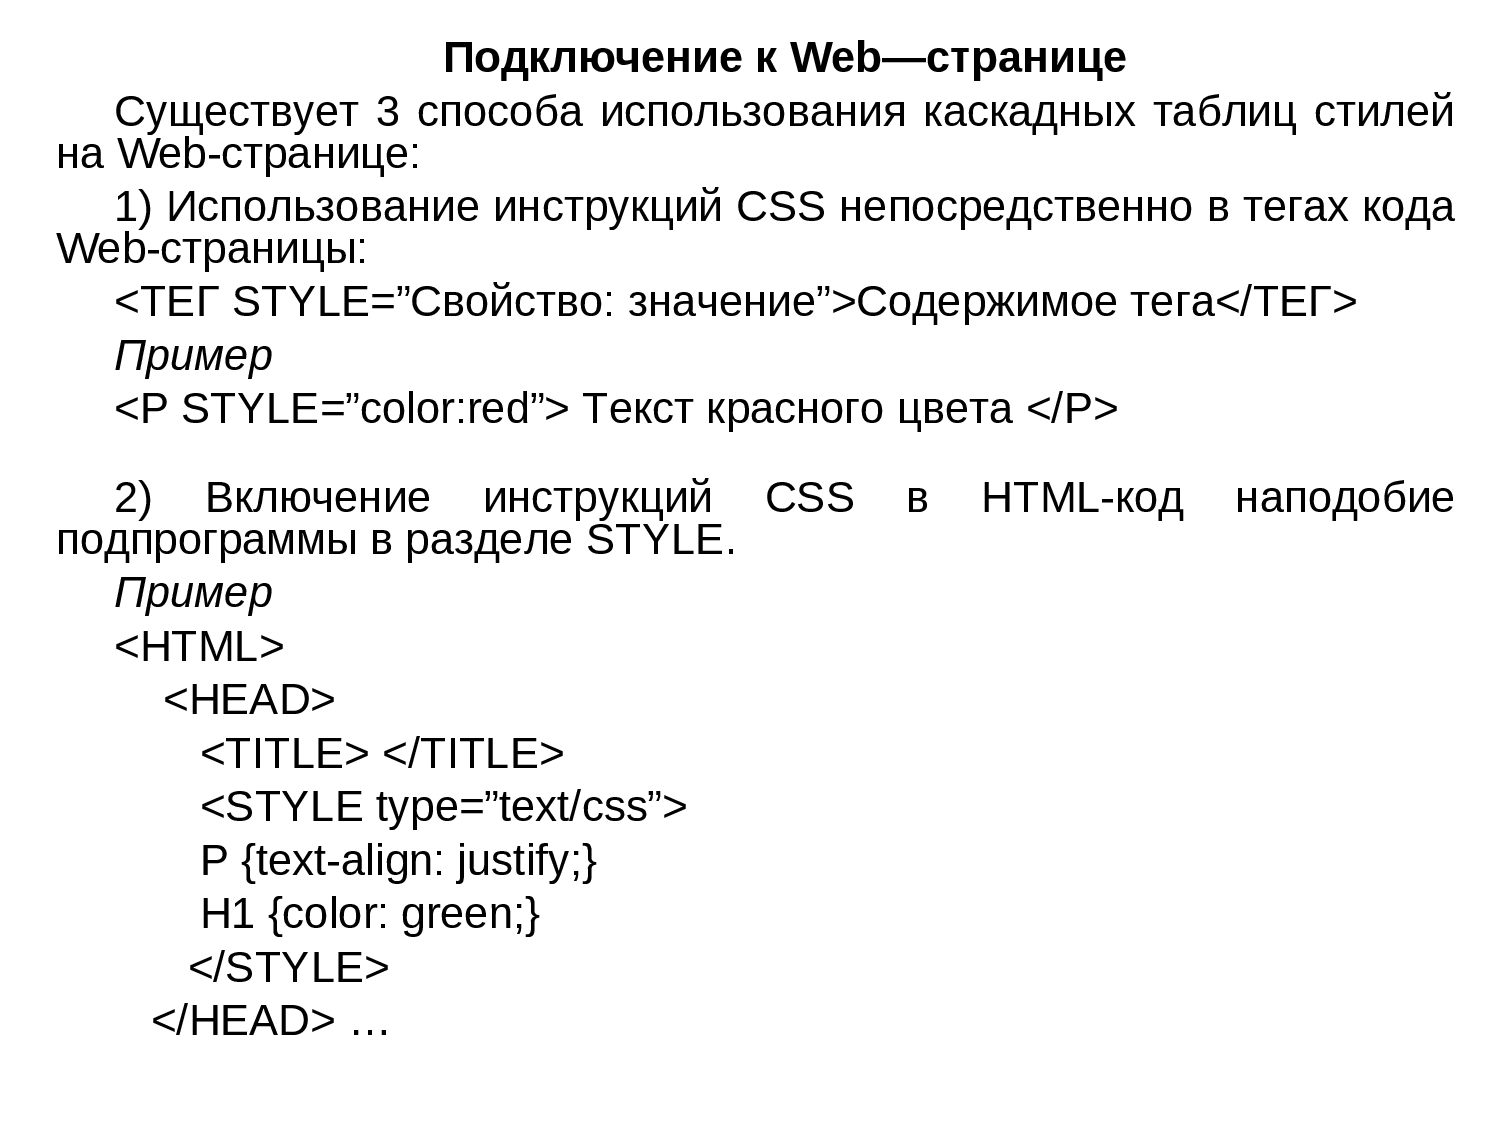 Подключение к Web—странице
Существует 3 способа использования каскадных таблиц стилей
на Web-странице:
1) Использование инструкций CSS непосредственно в тегах кода
Web-страницы:
<ТЕГ STYLE=”Свойство: значение”>Содержимое тега</ТЕГ>
Пример
<P STYLE=”color:red”> Текст красного цвета </P>
2) Включение инструкций CSS в HTML-код наподобие
подпрограммы в разделе STYLE.
Пример
<HTML>
<HEAD>
<TITLE> </TITLE>
<STYLE type=”text/css”>
P {text-align: justify;}
H1 {color: green;}
</STYLE>
</HEAD> …